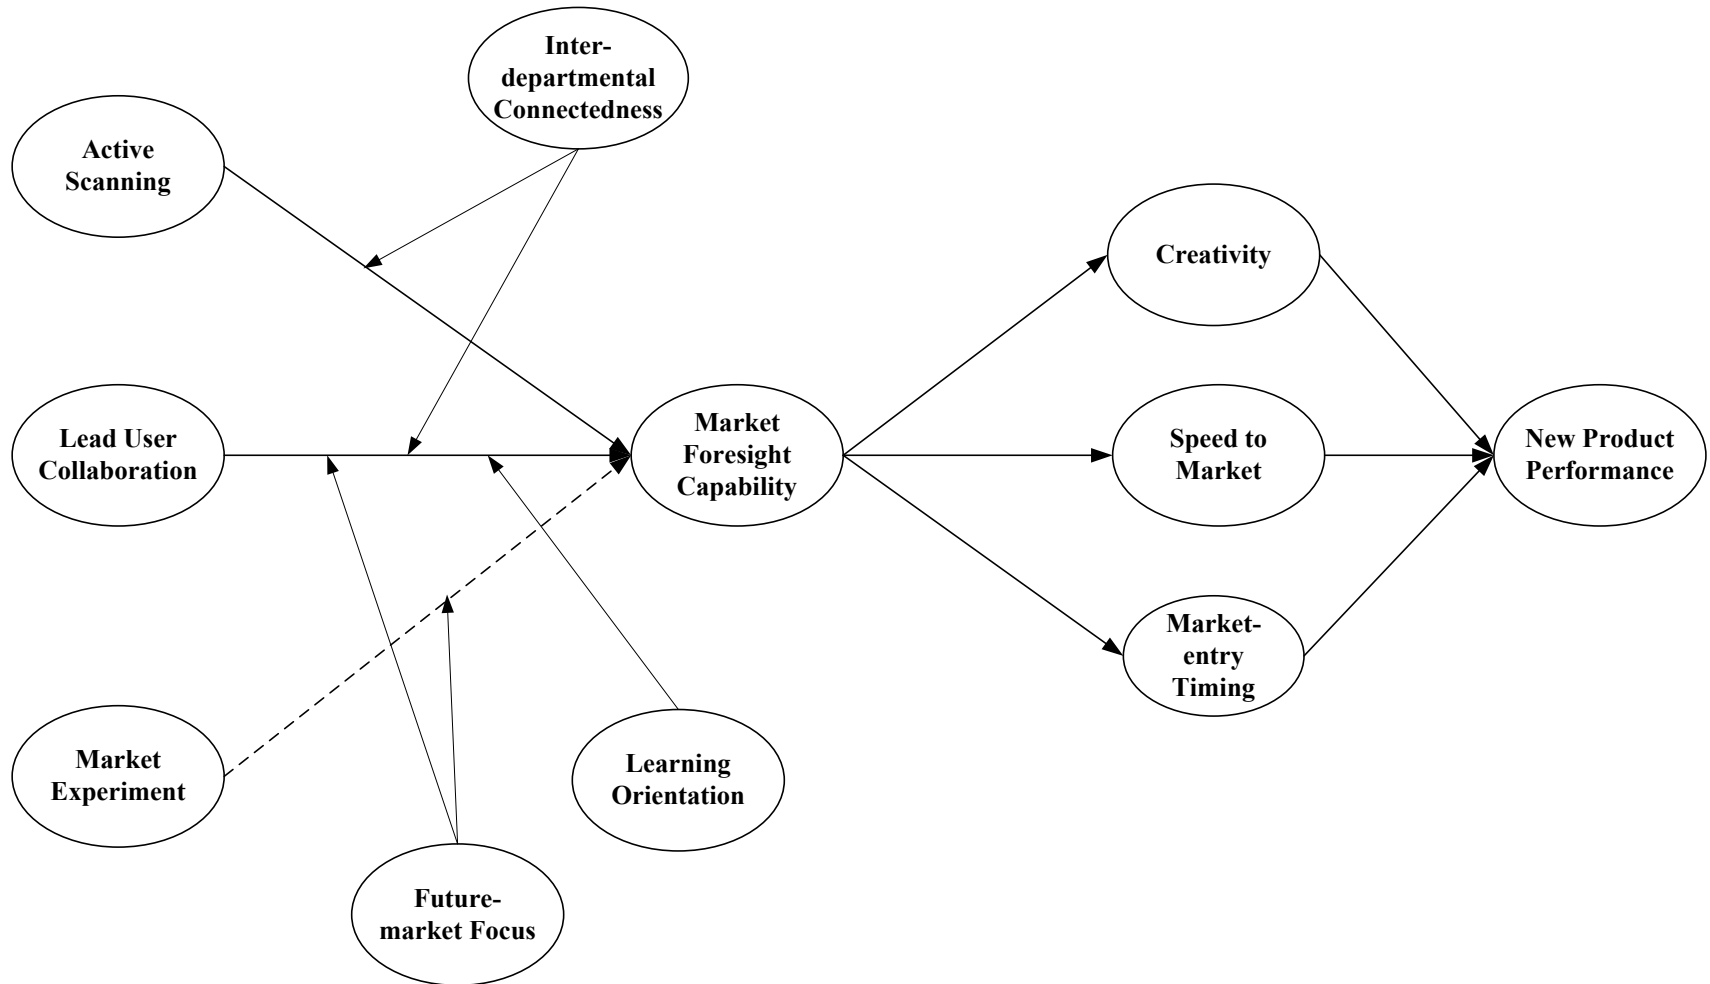 Inter-
departmental
Connectedness
Active
Scanning
Creativity
Lead User
Collaboration
Market
Foresight
Capability
Speed to
Market
New Product
Performance
Market-
entry
Timing
Market
Experiment
Learning
Orientation
Future-
market Focus